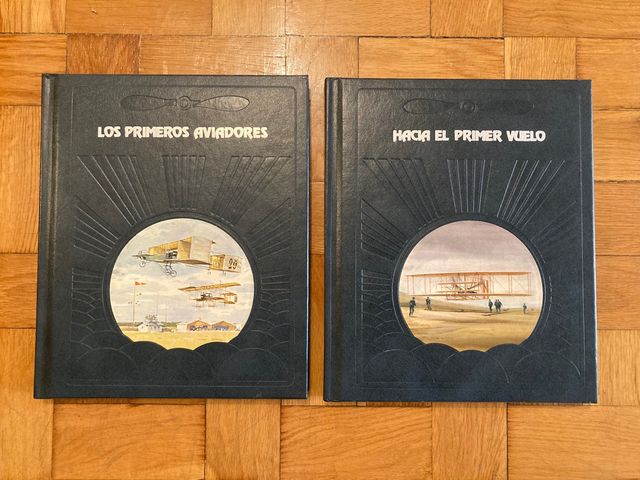 LOS PRIMEROS AVIADORES
HACIA EL PRIMER VUELO